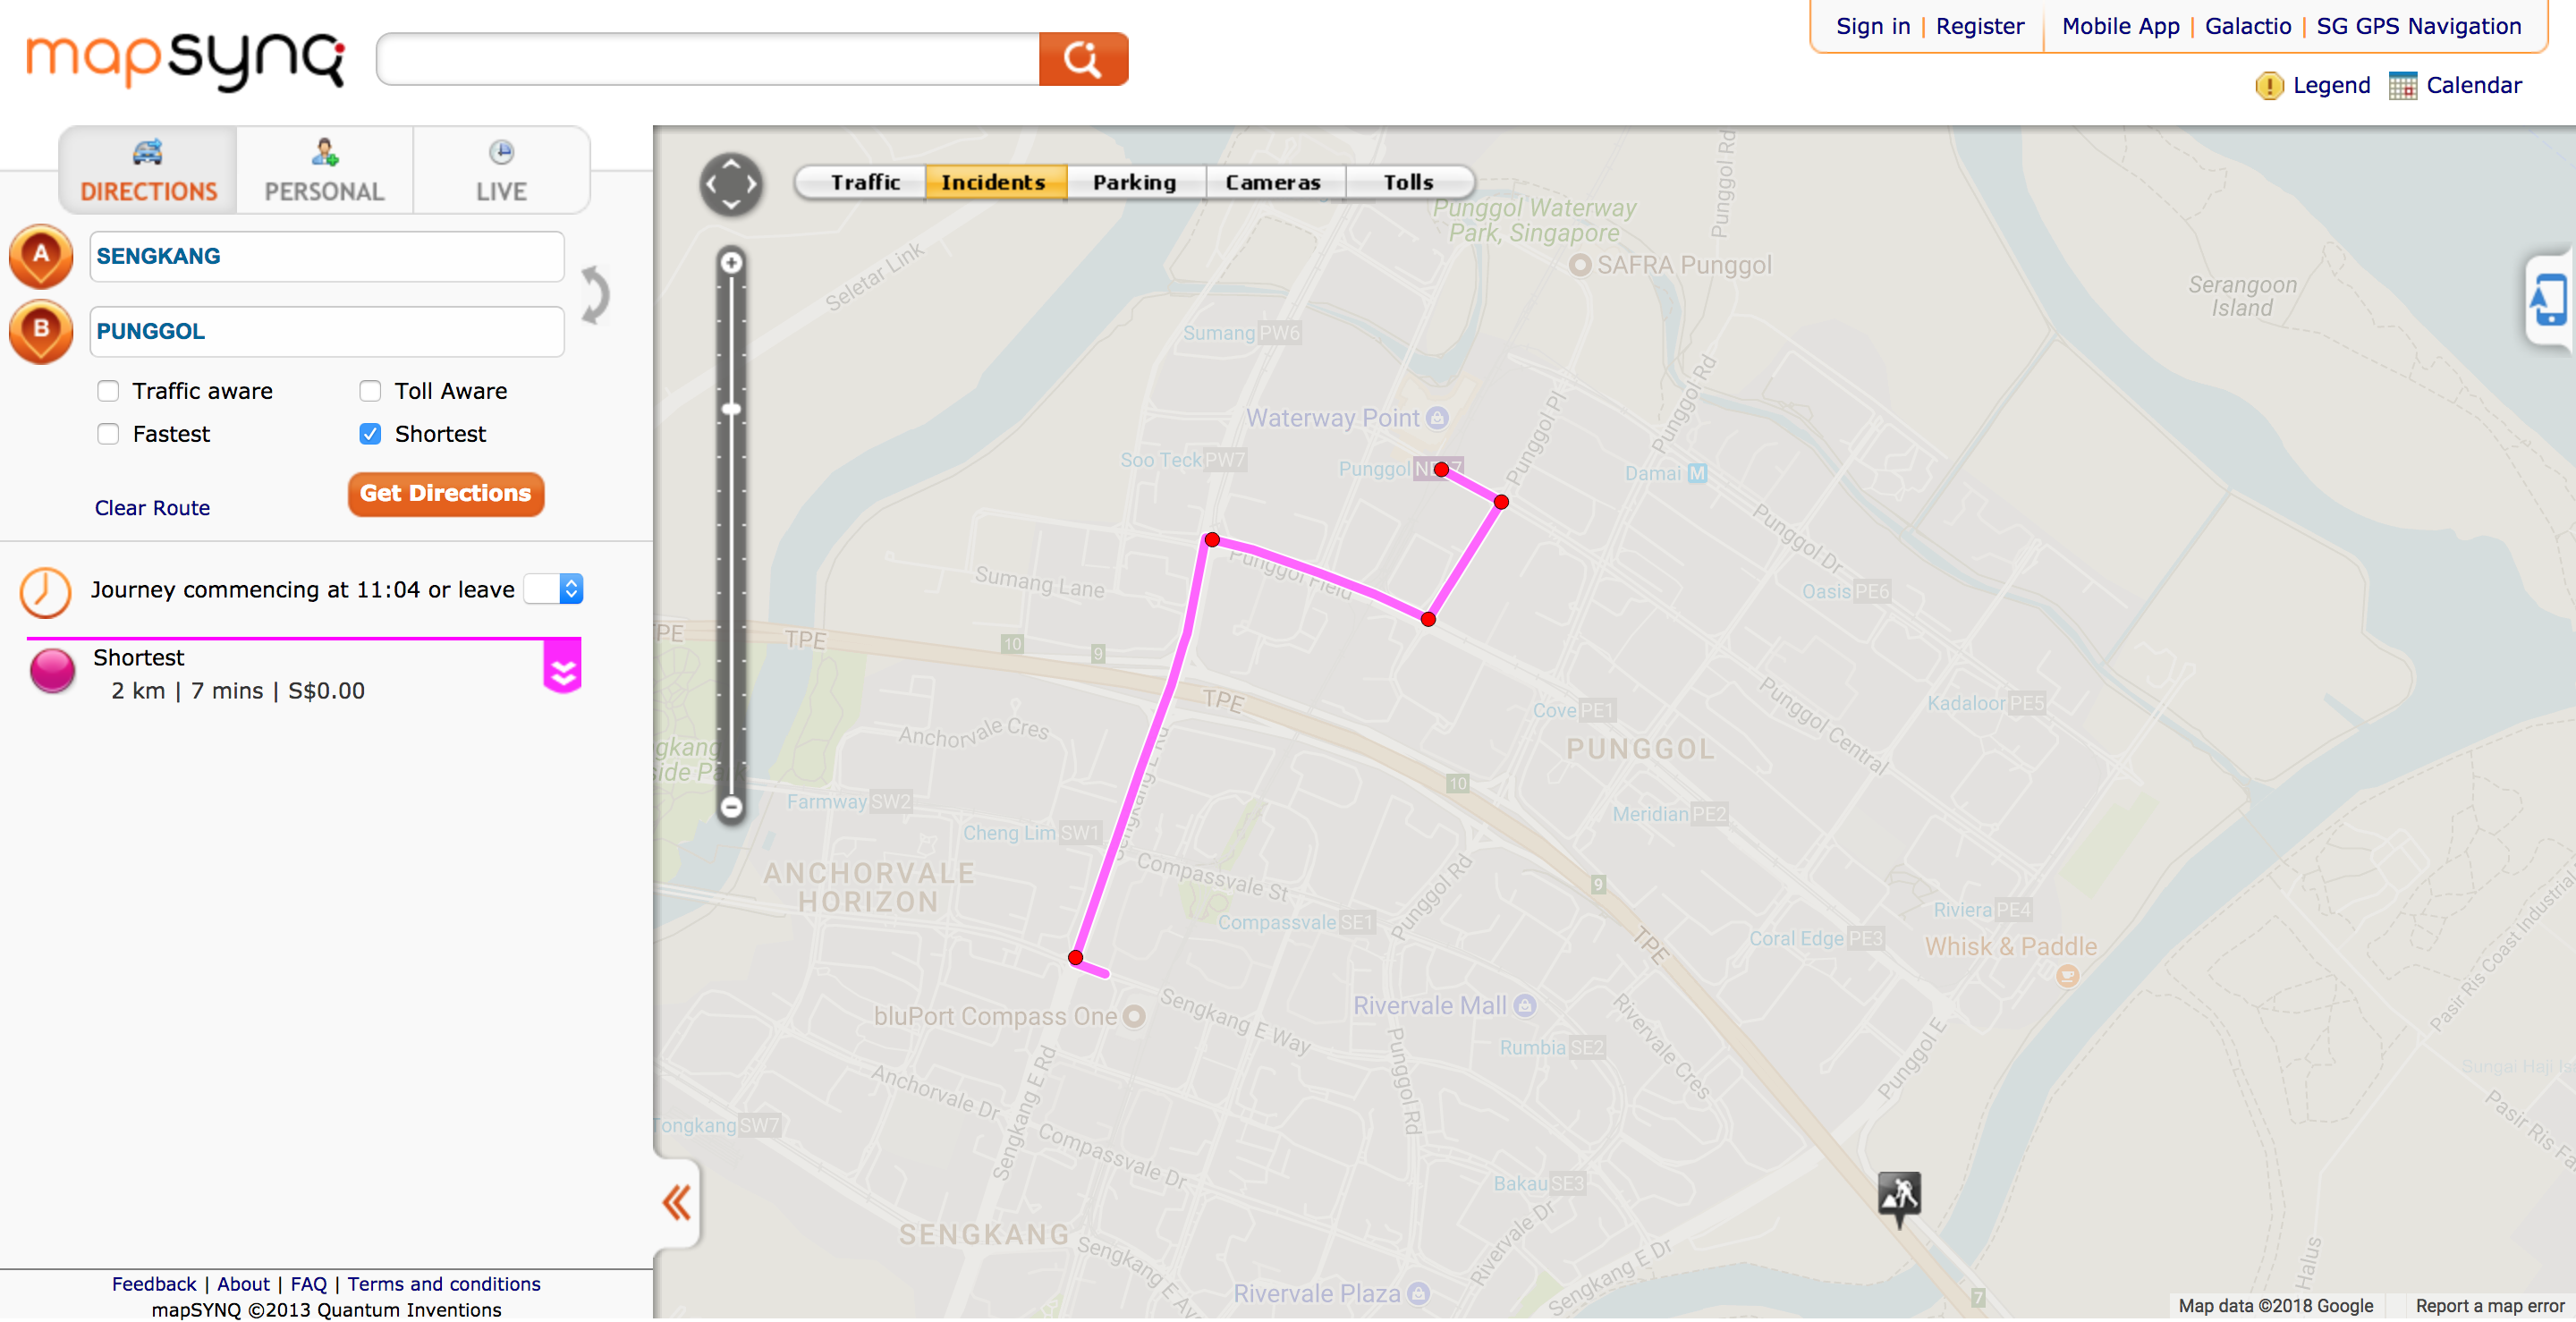 mapsynq
Sign in | Register
Mobile App | Galactio | SG GPS Navigation
Legend
Calendar
DIRECTIONS
PERSONAL
LIVE
A
SENGKANG
B
PUNGGOL
Traffic aware
Toll Aware
Fastest
Shortest
Clear Route
Get Directions
Journey commencing at 11:04 or leave
Shortest
2 km | 7 mins | S$0.00
Feedback | About | FAQ | Terms and conditions
mapSYNQ ©2013 Quantum Inventions
Traffic
Incidents
Parking
Cameras
Tolls
Punggol Rd
Punggol Waterway
Park, Singapore
SAFRA Punggol
Seletar Link
Serangoon
Island
Sumang PW6
Waterway Point
Punggol Pl
Punggol Rd
Soo Teck PW7
Punggol
Damai M
Punggol Dr
Punggol Field
Sumang Lane
Oasis PE6
TPE
TPE
10
9
TPE
Anchorvale Cres
Sengkang E Rd
Cove PE1
Punggol Central
Kadaloor PE5
PUNGGOL
10
Farmway SW2
Cheng Lim SW1
Meridian PE2
ANCHORVALE
HORIZON
Compassvale St
Punggol Rd
9
Compassvale SE1
Riviera PE4
TPE
Coral Edge PE3
Whisk & Paddle
bluPort Compass One
Sengkang E Way
Rivervale Mall
Rivervale Cres
Rumbia SE2
Punggol E
Pasir Ris Coast Industrial
Sungai Haji
Anchorvale Dr
Sengkang E Rd
Punggol Rd
Pasir Ris
Tongkang SW7
Compassvale Dr
Bakau SE3
SENGKANG
Sengkang E Ave
Rivervale Dr
Sengkang E Dr
Rivervale Plaza
Halus
7
Map data ©2018 Google
Report a map error